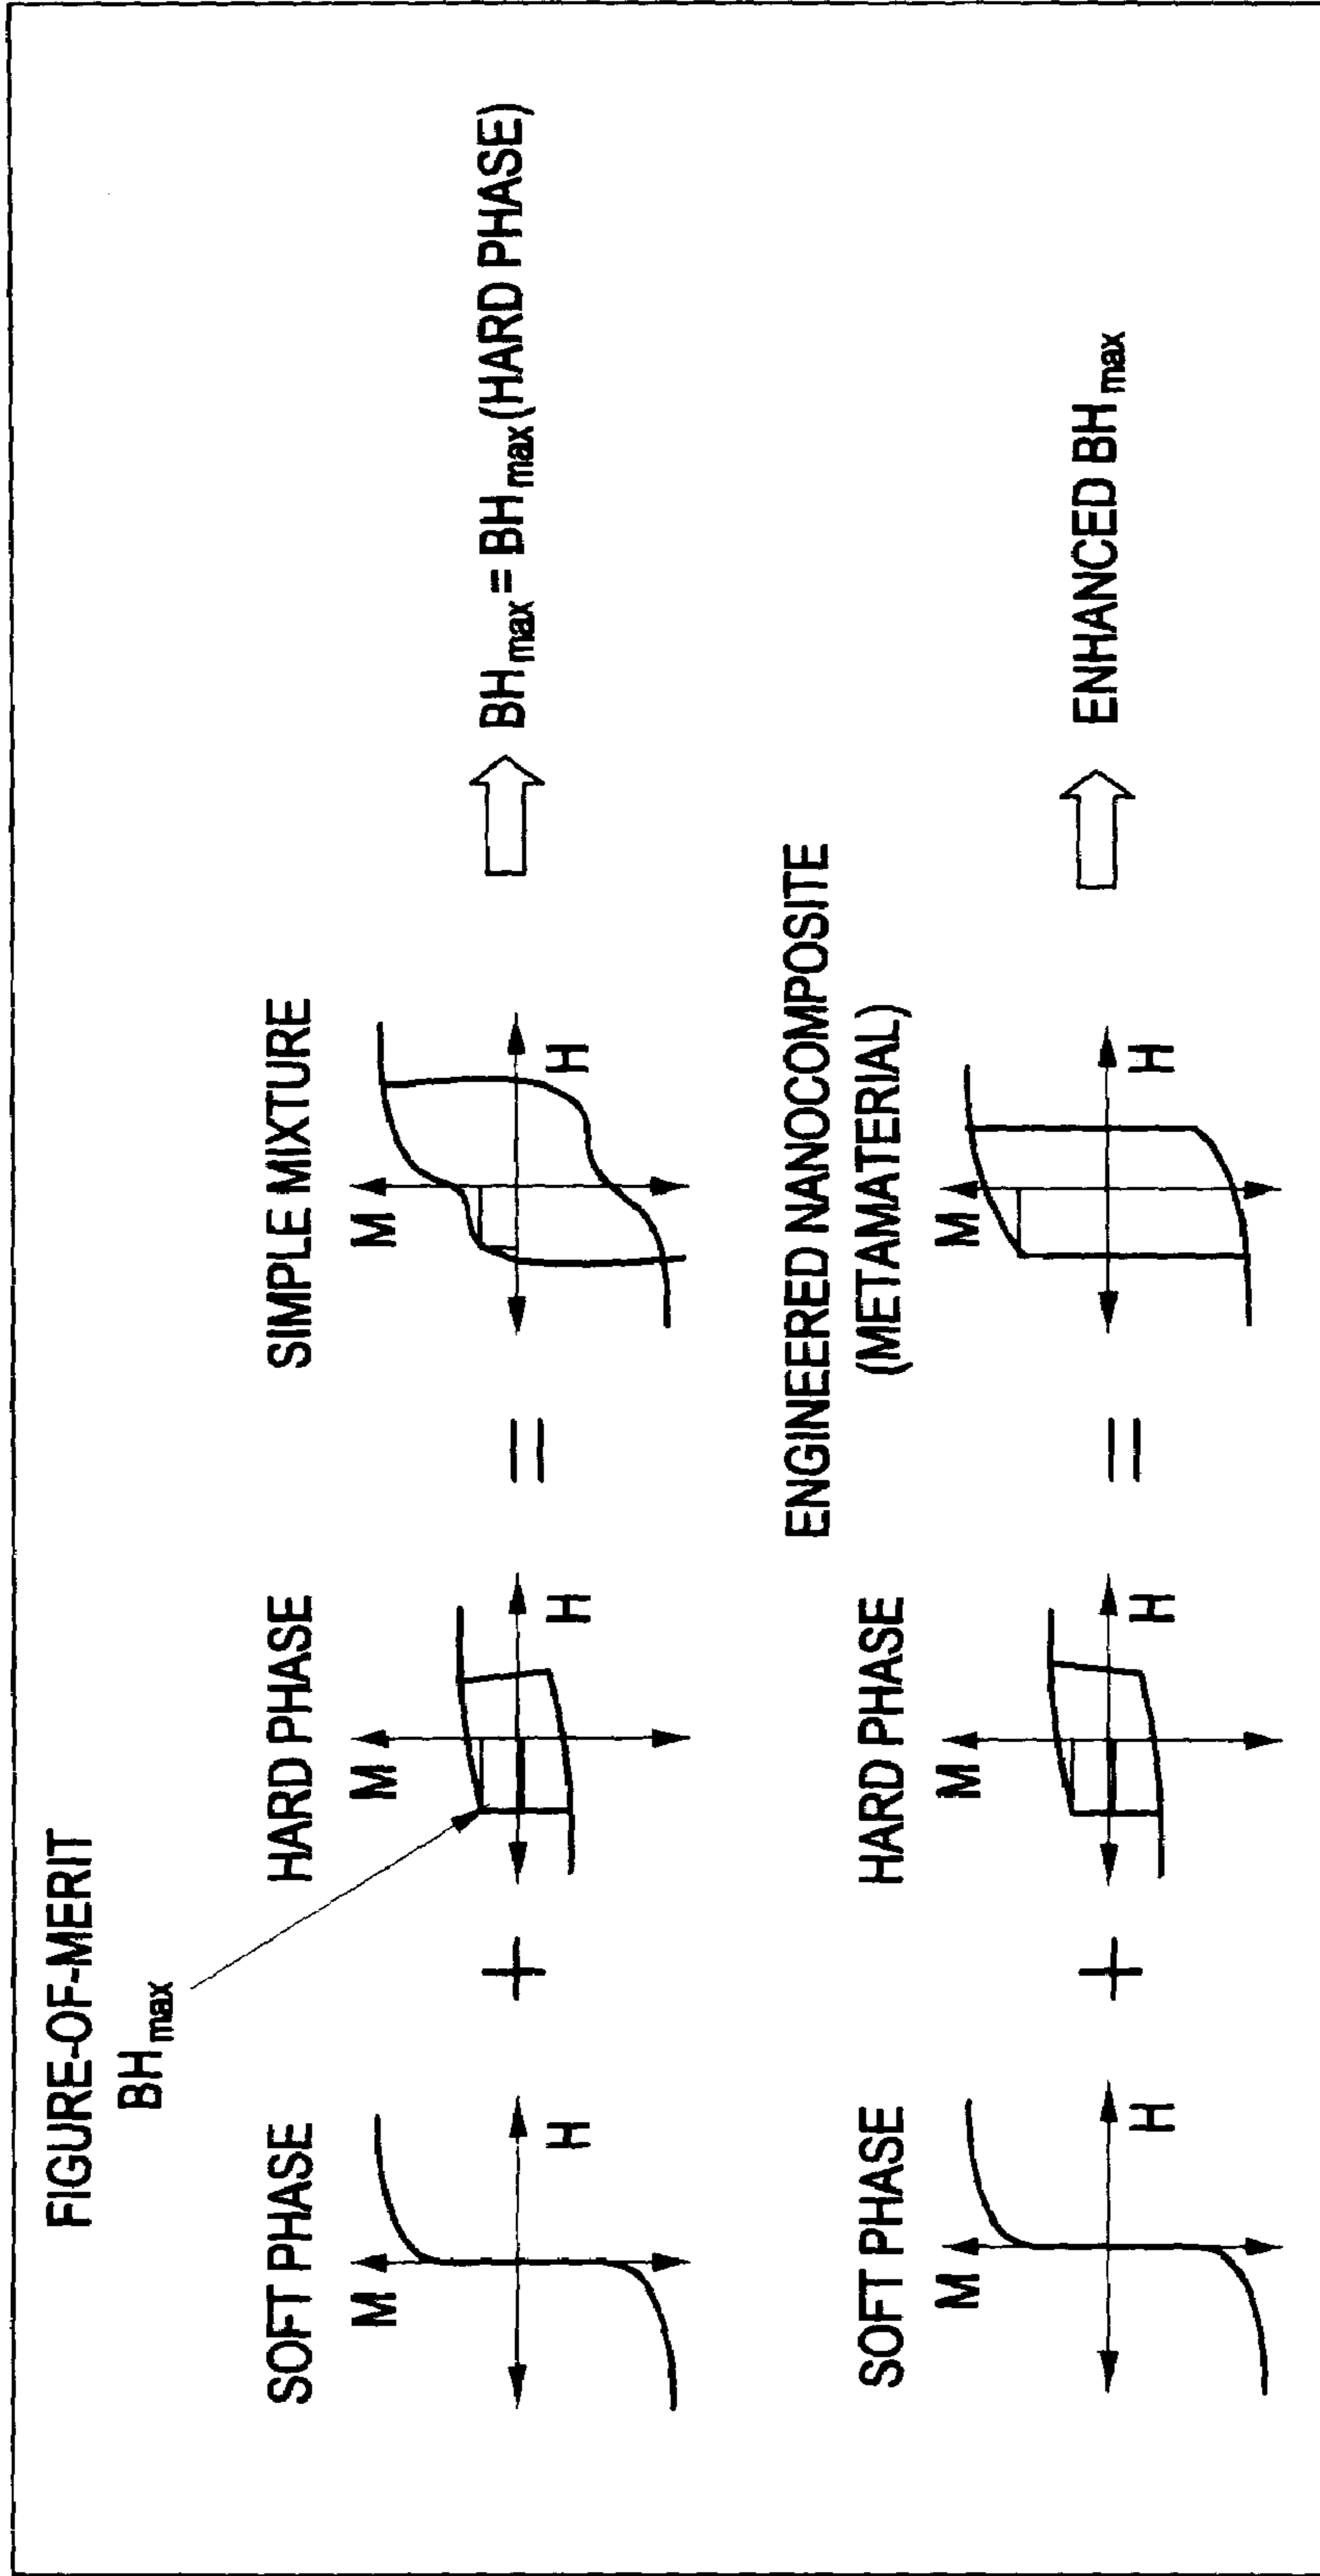 FIGURE-OF-MERIT
BHmax
SOFT PHASE
HARD PHASE
SIMPLE MIXTURE
M
H
+
M
H
=
M
H
BHmax = BHmax (HARD PHASE)
SOFT PHASE
HARD PHASE
ENGINEERED NANOCOMPOSITE
(METAMATERIAL)
M
H
+
M
H
=
M
H
ENHANCED BHmax